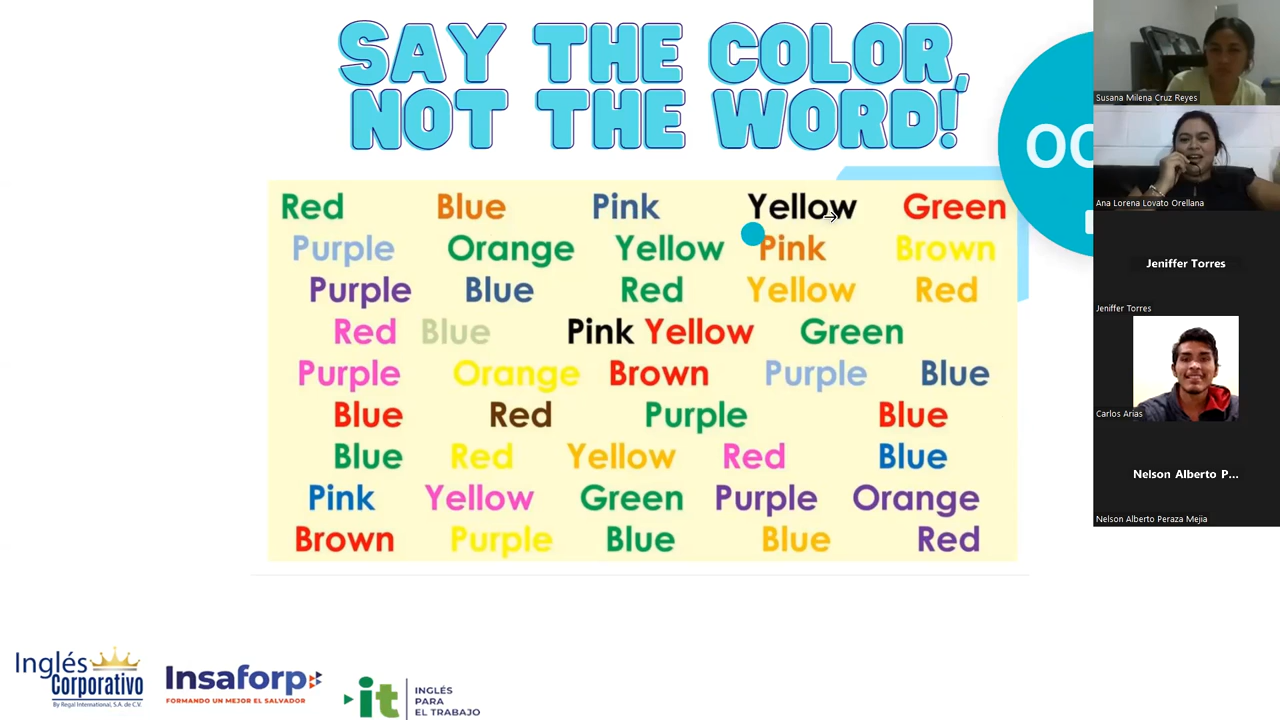 SAY THE COLOR,
NOT THE WORD!
Red Blue Pink Yellow Green
Purple Orange Yellow Pink Brown
Purple Blue Red Yellow Red
Red Blue Pink Yellow Green
Purple Orange Brown Purple Blue
Blue Red Purple Blue
Blue Red Yellow Red Blue
Pink Yellow Green Purple Orange
Brown Purple Blue Blue Red
Susana Milena Cruz Reyes
Ana Lorena Lovato Orellana
Jeniffer Torres
Jeniffer Torres
Carlos Arias
Nelson Alberto P...
Nelson Alberto Peraza Mejia
Inglés
Corporativo
By Regal International, S.A. de C.V.
Insaforp
FORMANDO UN MEJOR EL SALVADOR
it
INGLÉS
PARA
EL TRABAJO